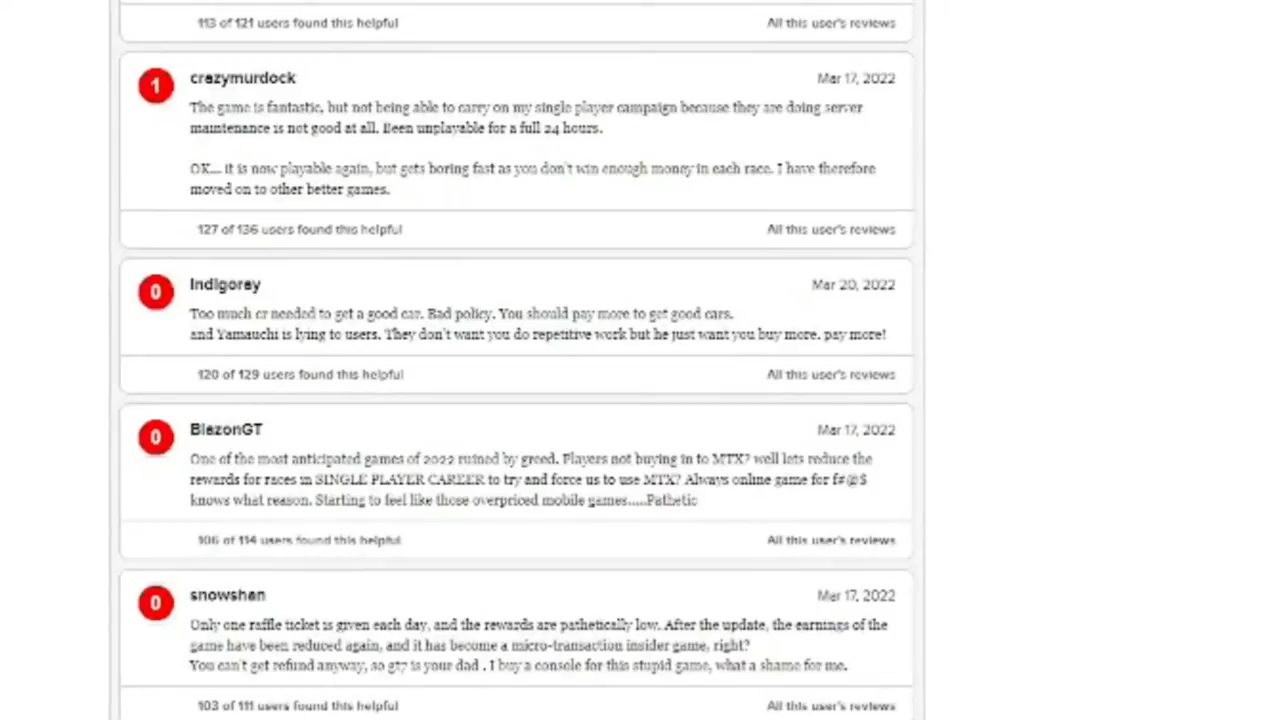 113 of 121 users found this helpful
All this user's reviews
1
crazymurdock
Mar 17, 2022
The game is fantastic, but not being able to carry on my single player campaign because they are doing server
maintenance is not good at all. Been unplayable for a full 24 hours.
OK... it is now playable again, but gets boring fast as you don't win enough money in each race. I have therefore
moved on to other better games.
127 of 136 users found this helpful
All this user's reviews
0
Indigorey
Mar 20, 2022
Too much cr needed to get a good car. Bad policy. You should pay more to get good cars.
and Yamauchi is lying to users. They don't want you do repetitive work but he just want you buy more. pay more!
120 of 129 users found this helpful
All this user's reviews
0
BlazonGT
Mar 17, 2022
One of the most anticipated games of 2022 ruined by greed. Players not buying in to MTX? well lets reduce the
rewards for races in SINGLE PLAYER CAREER to try and force us to use MTX? Always online game for f#@$
knows what reason. Starting to feel like those overpriced mobile games.....Pathetic
106 of 114 users found this helpful
All this user's reviews
0
snowshan
Mar 17, 2022
Only one raffle ticket is given each day, and the rewards are pathetically low. After the update, the earnings of the
game have been reduced again, and it has become a micro-transaction insider game, right?
You can't get refund anyway, so gt7 is your dad . I buy a console for this stupid game, what a shame for me.
103 of 111 users found this helpful
All this user's reviews